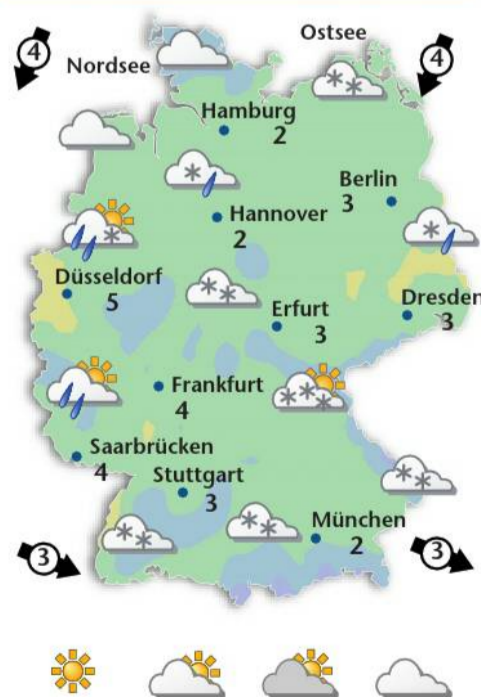 Ostsee
4
4
Nordsee
Hamburg
2
Berlin
3
Hannover
2
Düsseldorf
5
Dresden
3
Erfurt
3
Frankfurt
4
Saarbrücken
4
Stuttgart
3
München
2
3
3